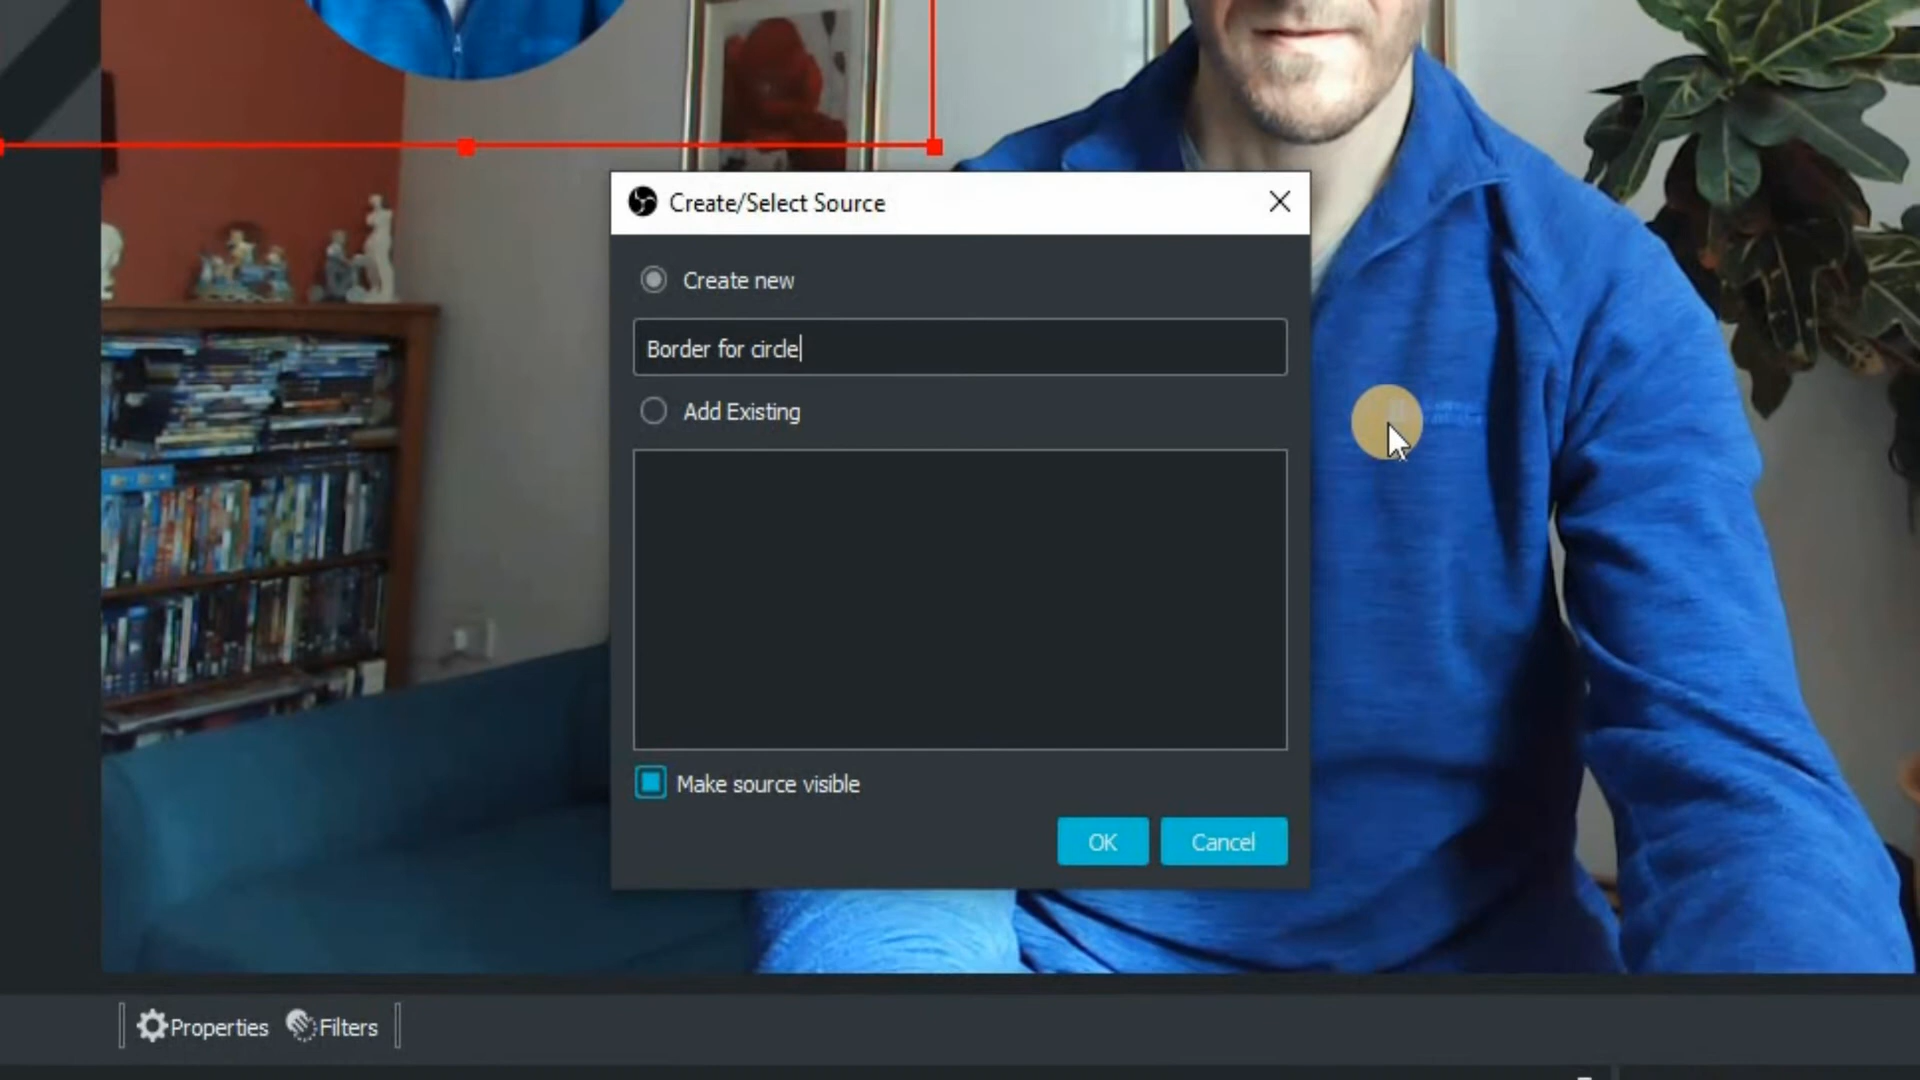 Create/Select Source
Create new
Border for circle
Add Existing
Make source visible
OK
Cancel
Properties
Filters